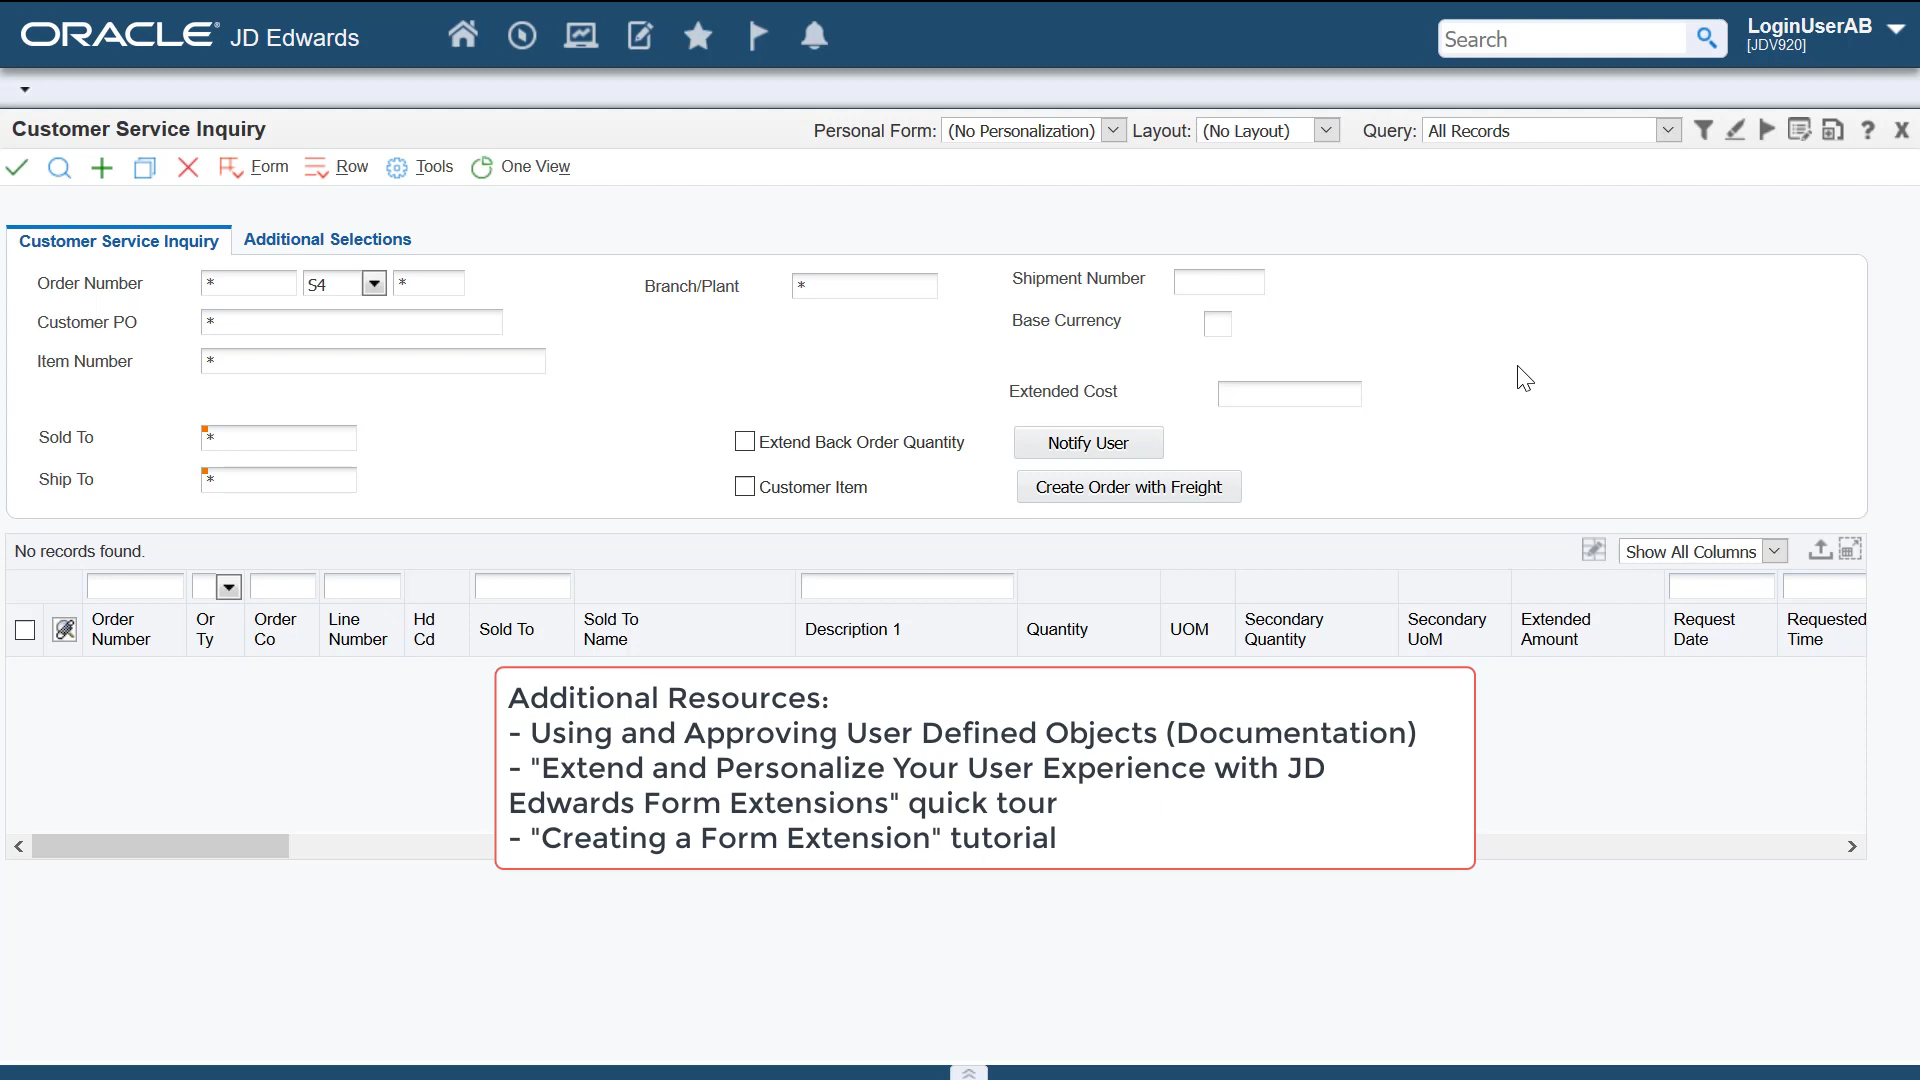 ORACLE JD Edwards
Search
LoginUserAB
[JDV920]
Customer Service Inquiry
Personal Form: (No Personalization) Layout: (No Layout) Query: All Records ? X
Form Row Tools One View
Customer Service Inquiry Additional Selections
Order Number * S4 * Branch/Plant * Shipment Number
Customer PO * Base Currency
Item Number *
Extended Cost
Sold To * Extend Back Order Quantity Notify User
Ship To * Customer Item Create Order with Freight
No records found. Show All Columns
Order Number Or Ty Order Co Line Number Hd Cd Sold To Sold To Name Description 1 Quantity UOM Secondary Quantity Secondary UoM Extended Amount Request Date Requested Time
Additional Resources:
- Using and Approving User Defined Objects (Documentation)
- "Extend and Personalize Your User Experience with JD
Edwards Form Extensions" quick tour
- "Creating a Form Extension" tutorial